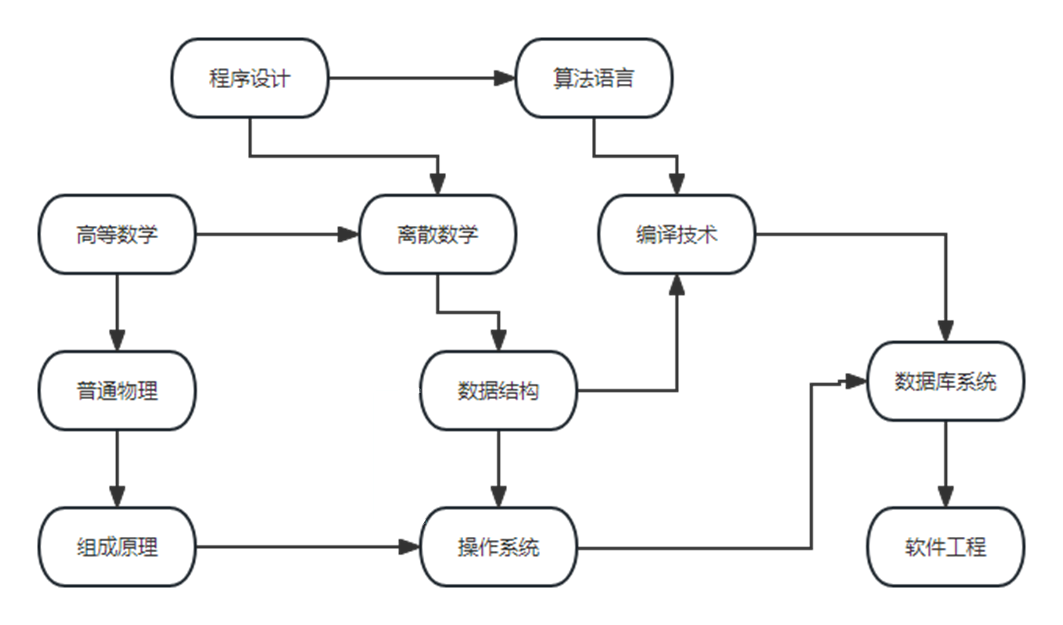 程序设计
算法语言
高等数学
离散数学
编译技术
普通物理
数据结构
数据库系统
组成原理
操作系统
软件工程